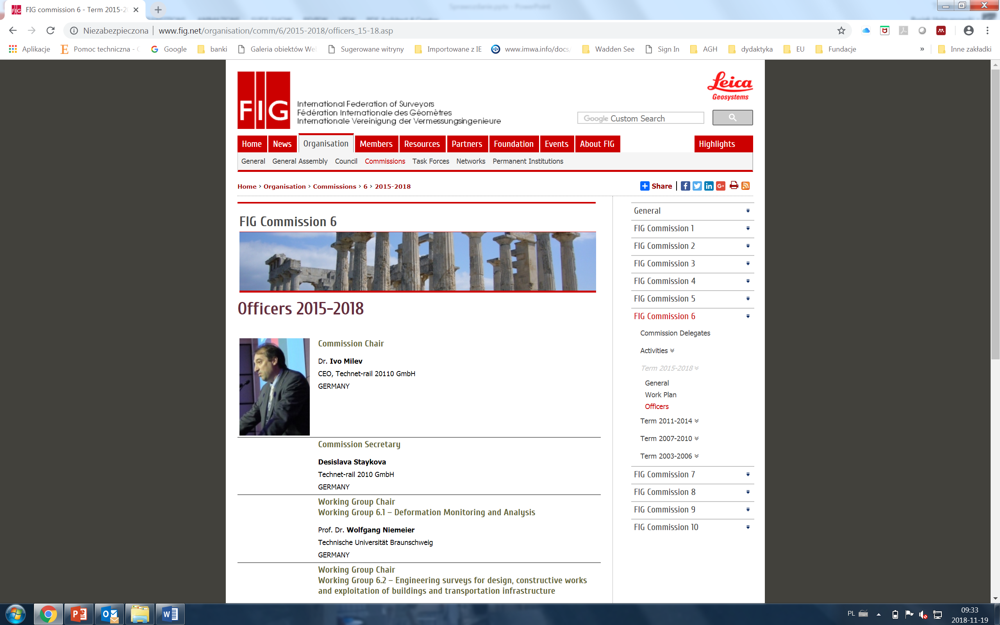 FIG commission 6 - Term 2015-2
Niezabezpieczona www.fig.net/organisation/comm/6/2015-2018/officers_15-18.asp
Aplikacje Pomoc techniczna - Google banki Galeria obiektów We Sugerowane witryny Importowane z IE www.imwa.info/docs/ Wadden See Sign In AGH dydaktyka EU Fundacje » Inne zakładki
FIG
International Federation of Surveyors
Fédération Internationale des Géomètres
Internationale Vereinigung der Vermessungsingenieure
Leica
Geosystems
Google Custom Search
Home News Organisation Members Resources Partners Foundation Events About FIG Highlights
General General Assembly Council Commissions Task Forces Networks Permanent Institutions
Home › Organisation › Commissions › 6 › 2015-2018
Share
FIG Commission 6
Officers 2015-2018
Commission Chair
Dr. Ivo Milev
CEO, Technet-rail 20110 GmbH
GERMANY
Commission Secretary
Desislava Staykova
Technet-rail 2010 GmbH
GERMANY
Working Group Chair
Working Group 6.1 – Deformation Monitoring and Analysis
Prof. Dr. Wolfgang Niemeier
Technische Universität Braunschweig
GERMANY
Working Group Chair
Working Group 6.2 – Engineering surveys for design, constructive works
and exploitation of buildings and transportation infrastructure
General
FIG Commission 1
FIG Commission 2
FIG Commission 3
FIG Commission 4
FIG Commission 5
FIG Commission 6
Commission Delegates
Activities
Term 2015-2018
General
Work Plan
Officers
Term 2011-2014
Term 2007-2010
Term 2003-2006
FIG Commission 7
FIG Commission 8
FIG Commission 9
FIG Commission 10
PL
09:33
2018-11-19